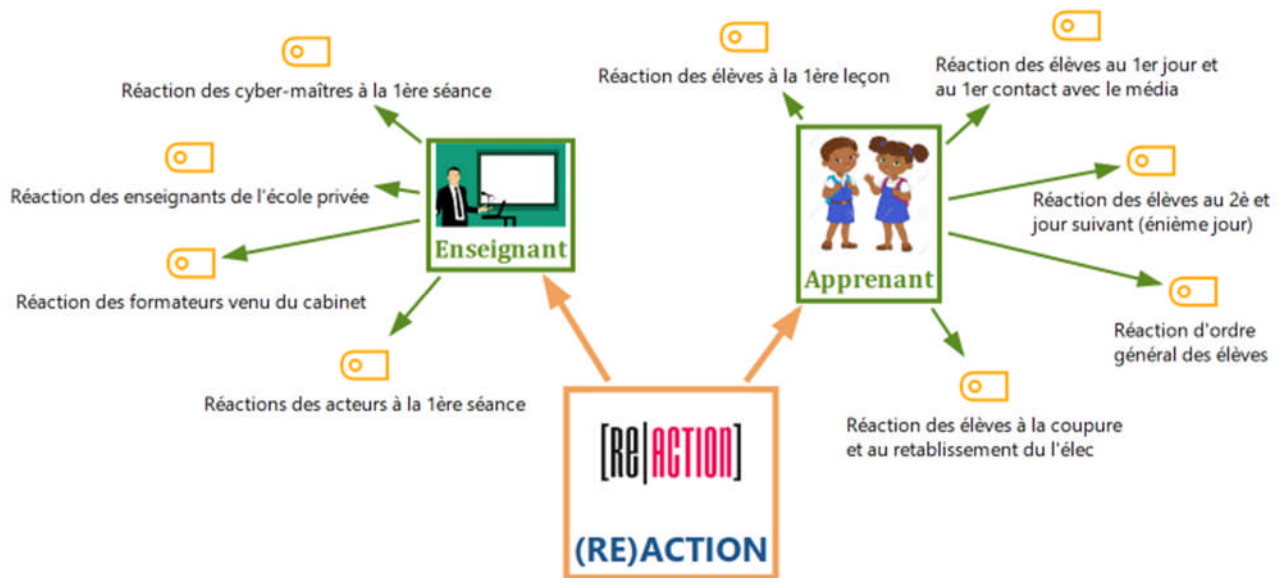 Réaction des cyber-maîtres à la 1ère séance
Réaction des enseignants de l'école privée
Réaction des formateurs venu du cabinet
Réactions des acteurs à la 1ère séance
Enseignant
Réaction des élèves à la 1ère leçon
Réaction des élèves au 1er jour et
au 1er contact avec le média
Réaction des élèves au 2è et
jour suivant (énième jour)
Réaction d'ordre
général des élèves
Réaction des élèves à la coupure
et au retablissement du l'élec
Apprenant
[Re|ACTION]
(RE)ACTION